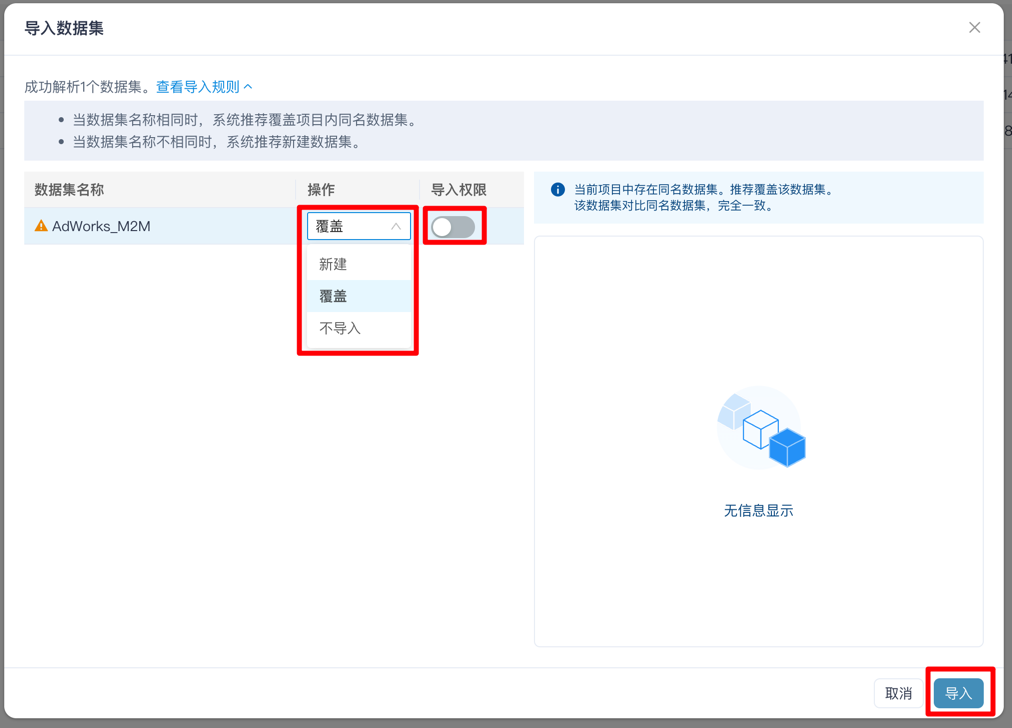 导入数据集
成功解析1个数据集。查看导入规则
当数据集名称相同时，系统推荐覆盖项目内同名数据集。
当数据集名称不相同时，系统推荐新建数据集。
数据集名称 操作 导入权限
AdWorks_M2M 覆盖
新建
覆盖
不导入
当前项目中存在同名数据集。推荐覆盖该数据集。
该数据集对比同名数据集，完全一致。
无信息显示
取消 导入